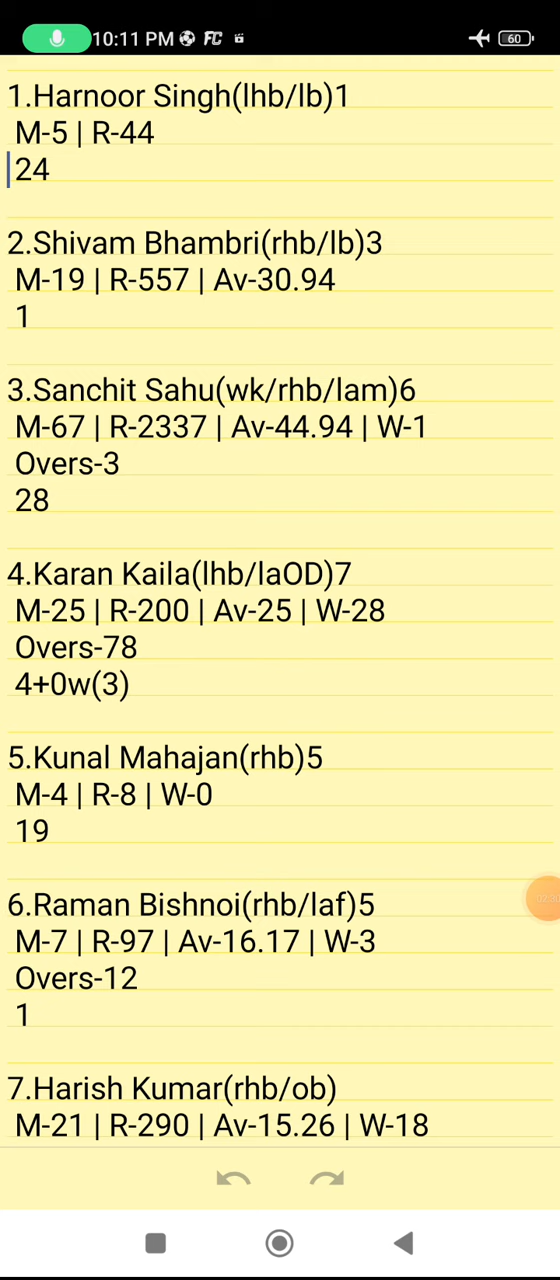 10:11 PM FC 60
1.Harnoor Singh(lhb/lb)1
M-5 | R-44
24
2.Shivam Bhambri(rhb/lb)3
M-19 | R-557 | Av-30.94
1
3.Sanchit Sahu(wk/rhb/lam)6
M-67 | R-2337 | Av-44.94 | W-1
Overs-3
28
4.Karan Kaila(lhb/laOD)7
M-25 | R-200 | Av-25 | W-28
Overs-78
4+0w(3)
5.Kunal Mahajan(rhb)5
M-4 | R-8 | W-0
19
6.Raman Bishnoi(rhb/laf)5
M-7 | R-97 | Av-16.17 | W-3
Overs-12
1
7.Harish Kumar(rhb/ob)
M-21 | R-290 | Av-15.26 | W-18